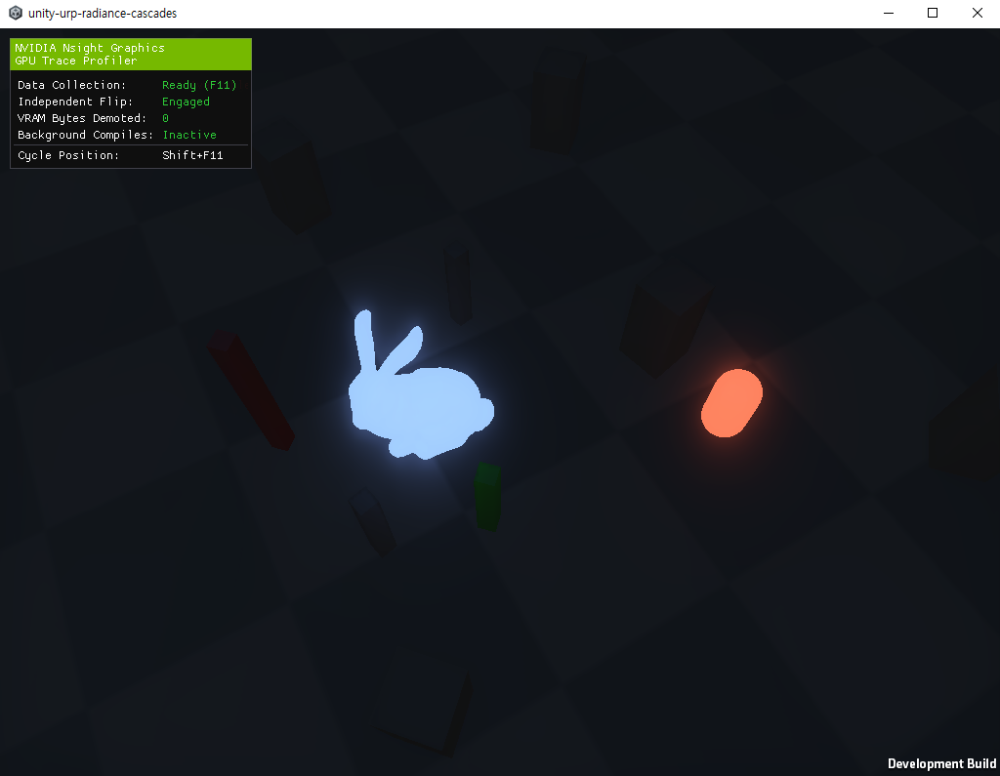 unity-urp-radiance-cascades
NVIDIA Nsight Graphics
GPU Trace Profiler
Data Collection: Ready (F11)
Independent Flip: Engaged
VRAM Bytes Demoted: 0
Background Compiles: Inactive
Cycle Position: Shift+F11
Development Build